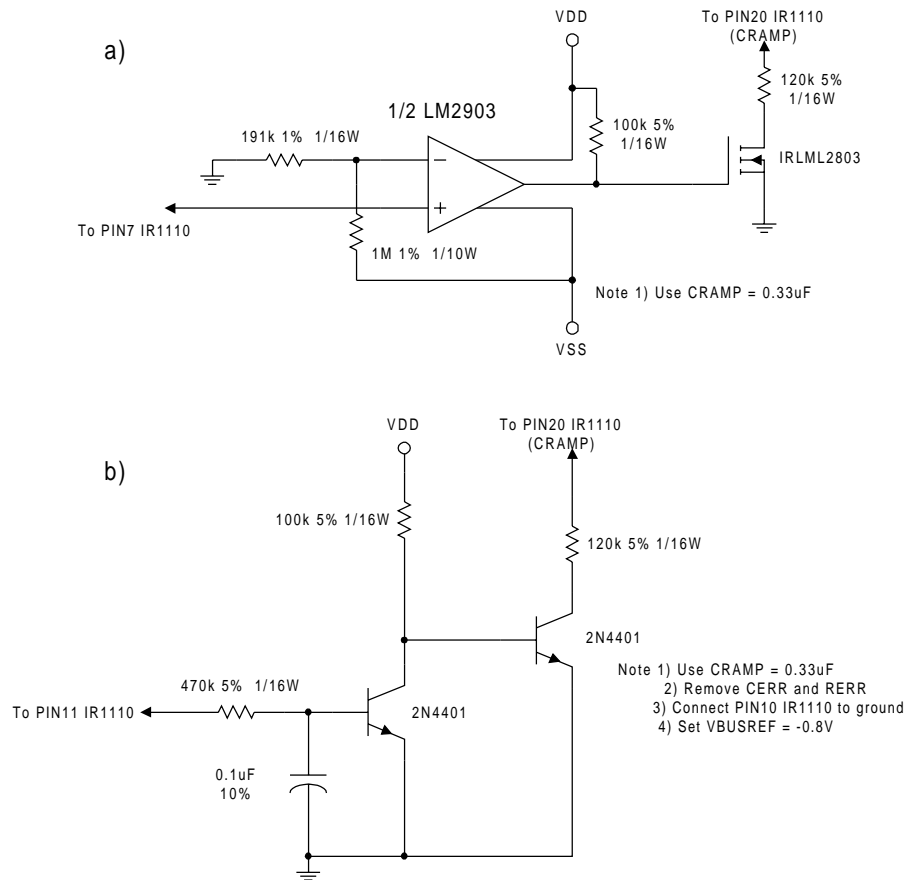 a)
VDD
To PIN20 IR1110
(CRAMP)
120k 5%
1/16W
1/2 LM2903
191k 1% 1/16W
100k 5%
1/16W
IRLML2803
−
+
To PIN7 IR1110
1M 1% 1/10W
Note 1) Use CRAMP = 0.33uF
VSS
b)
VDD
To PIN20 IR1110
(CRAMP)
100k 5% 1/16W
120k 5% 1/16W
2N4401
470k 5% 1/16W
To PIN11 IR1110
2N4401
0.1uF
10%
Note 1) Use CRAMP = 0.33uF
2) Remove CERR and RERR
3) Connect PIN10 IR1110 to ground
4) Set VBUSREF = -0.8V